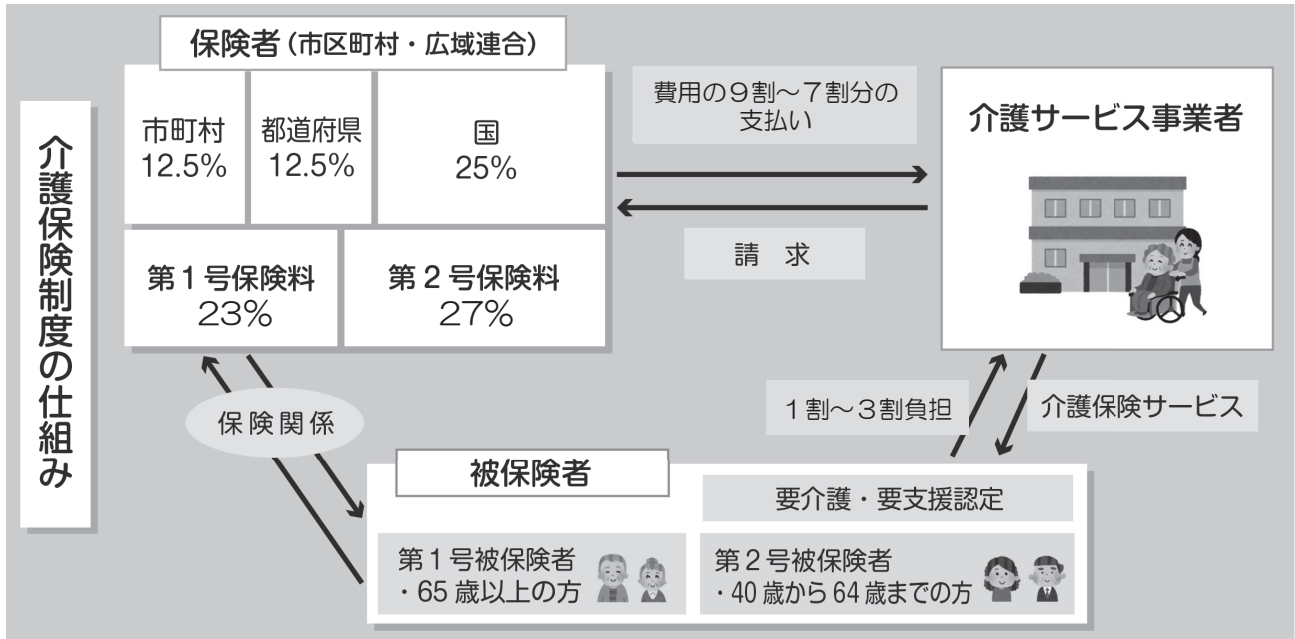 介護保険制度の仕組み
保険者（市区町村・広域連合）
市町村
12.5%
都道府県
12.5%
国
25%
第１号保険料
23%
第２号保険料
27%
費用の９割～７割分の
支払い
請　求
介護サービス事業者
保険関係
１割～３割負担
介護保険サービス
被保険者
要介護・要支援認定
第１号被保険者
・65 歳以上の方
第２号被保険者
・40 歳から 64 歳までの方